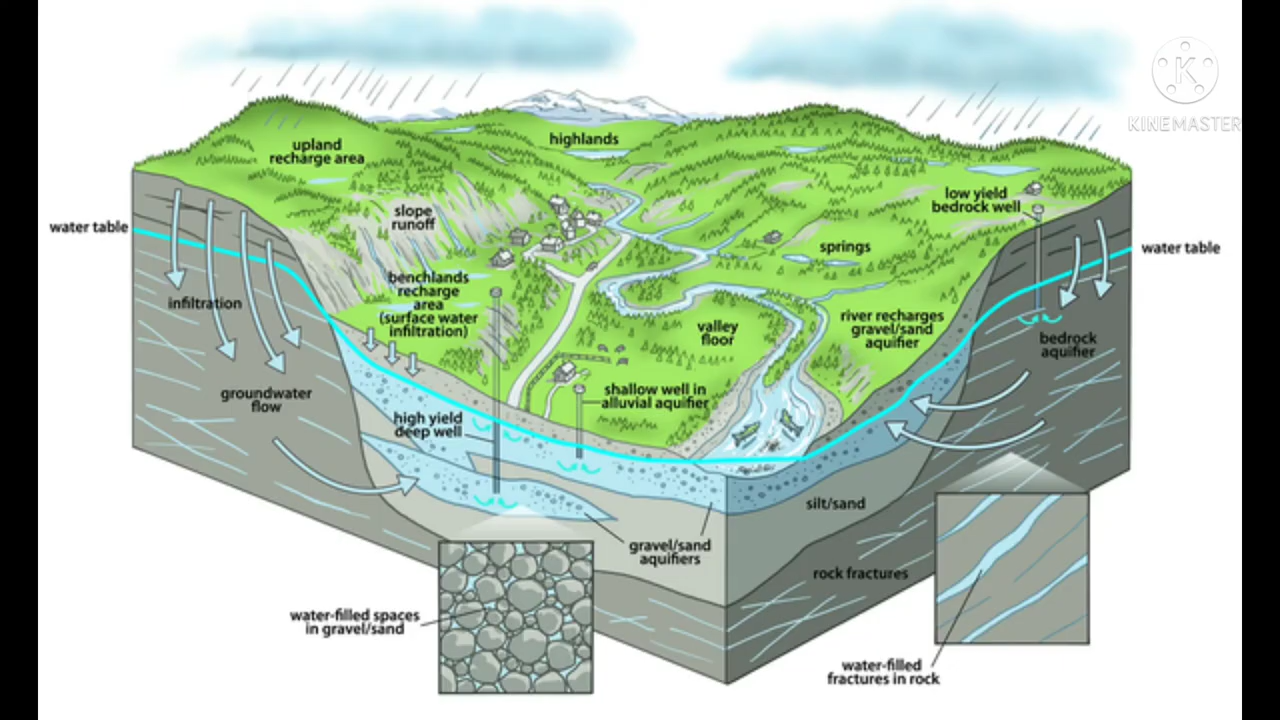 K
KINEMASTER
highlands
upland
recharge area
low yield
bedrock well
slope
runoff
water table
springs
water table
benchlands
recharge
area
(surface water
infiltration)
infiltration
river recharges
gravel/sand
aquifier
valley
floor
bedrock
aquifier
groundwater
flow
shallow well in
alluvial aquifier
high yield
deep well
silt/sand
gravel/sand
aquifiers
rock fractures
water-filled spaces
in gravel/sand
water-filled
fractures in rock